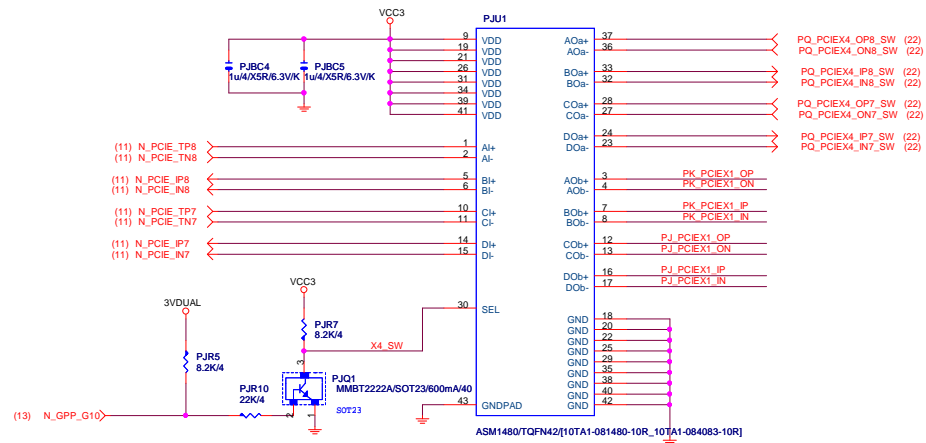 VCC3
PJU1
PJBC4
1u/4/X5R/6.3V/K
PJBC5
1u/4/X5R/6.3V/K
9 VDD
19 VDD
21 VDD
26 VDD
31 VDD
34 VDD
39 VDD
41 VDD
AOa+ 37 PQ_PCIEX4_OP8_SW (22)
AOa- 36 PQ_PCIEX4_ON8_SW (22)
BOa+ 33 PQ_PCIEX4_IP8_SW (22)
BOa- 32 PQ_PCIEX4_IN8_SW (22)
COa+ 28 PQ_PCIEX4_OP7_SW (22)
COa- 27 PQ_PCIEX4_ON7_SW (22)
DOa+ 24 PQ_PCIEX4_IP7_SW (22)
DOa- 23 PQ_PCIEX4_IN7_SW (22)
(11) N_PCIE_TP8 1 AI+
(11) N_PCIE_TN8 2 AI-
(11) N_PCIE_IP8 5 BI+
(11) N_PCIE_IN8 6 BI-
(11) N_PCIE_TP7 10 CI+
(11) N_PCIE_TN7 11 CI-
(11) N_PCIE_IP7 14 DI+
(11) N_PCIE_IN7 15 DI-
AOb+ 3 PK_PCIEX1_OP
AOb- 4 PK_PCIEX1_ON
BOb+ 7 PK_PCIEX1_IP
BOb- 8 PK_PCIEX1_IN
COb+ 12 PJ_PCIEX1_OP
COb- 13 PJ_PCIEX1_ON
DOb+ 16 PJ_PCIEX1_IP
DOb- 17 PJ_PCIEX1_IN
VCC3
3VDUAL
30 SEL
PJR7
8.2K/4
X4_SW
PJR5
8.2K/4
3
PJQ1
MMBT2222A/SOT23/600mA/40
SOT23
PJR10
22K/4
2
1
(13) N_GPP_G10
43 GNDPAD
GND 18
GND 20
GND 22
GND 25
GND 29
GND 35
GND 38
GND 40
GND 42
ASM1480/TQFN42/[10TA1-081480-10R_10TA1-084083-10R]